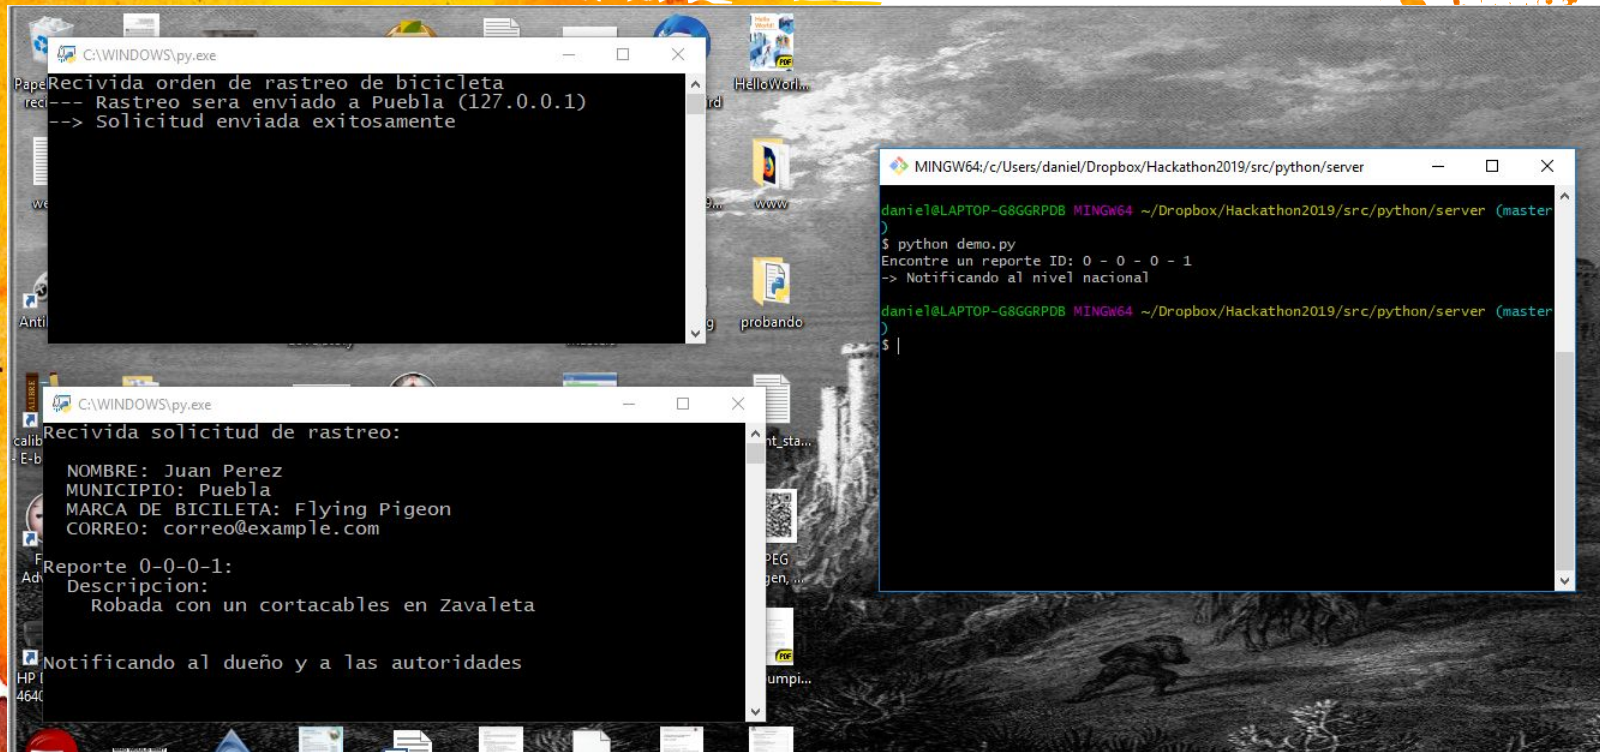 C:\WINDOWS\py.exe
Recivida orden de rastreo de bicicleta
--- Rastreo sera enviado a Puebla (127.0.0.1)
--> Solicitud enviada exitosamente
HelloWorl...
www
probando
MINGW64:/c/Users/daniel/Dropbox/Hackathon2019/src/python/server
daniel@LAPTOP-G8GGRPDB MINGW64 ~/Dropbox/Hackathon2019/src/python/server (master
)
$ python demo.py
Encontre un reporte ID: 0 - 0 - 0 - 1
-> Notificando al nivel nacional
daniel@LAPTOP-G8GGRPDB MINGW64 ~/Dropbox/Hackathon2019/src/python/server (master
)
$
C:\WINDOWS\py.exe
Recivida solicitud de rastreo:
NOMBRE: Juan Perez
MUNICIPIO: Puebla
MARCA DE BICILETA: Flying Pigeon
CORREO: correo@example.com
Reporte 0-0-0-1:
Descripcion:
Robada con un cortacables en Zavaleta
Notificando al dueño y a las autoridades